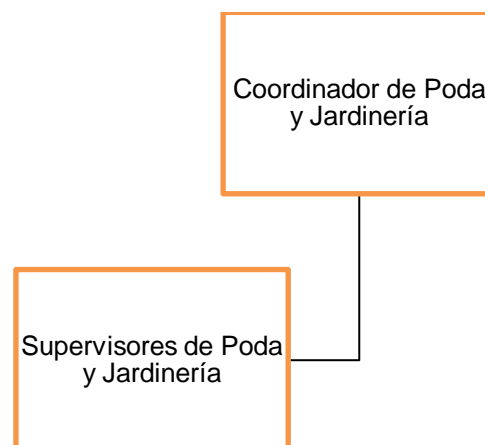 Coordinador de Poda
y Jardinería
Supervisores de Poda
y Jardinería